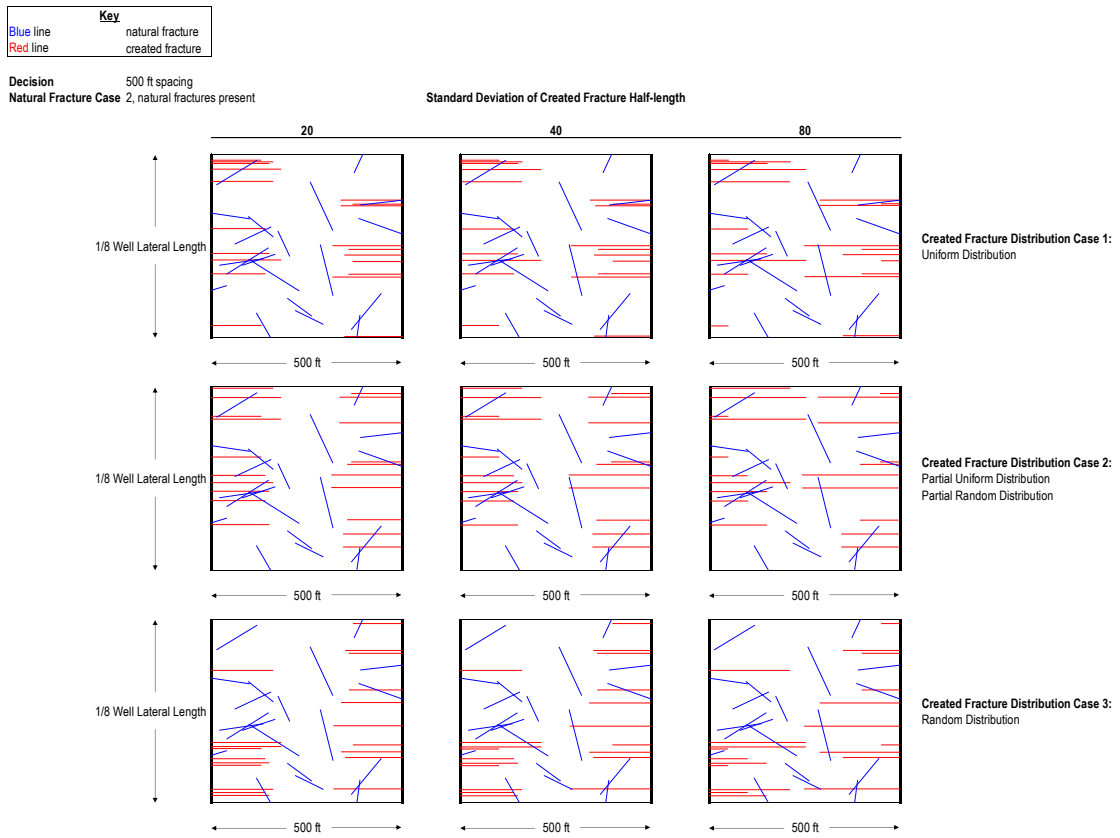 Key
Blue line natural fracture
Red line created fracture
Decision 500 ft spacing
Natural Fracture Case 2, natural fractures present
Standard Deviation of Created Fracture Half-length
20 40 80
1/8 Well Lateral Length
Created Fracture Distribution Case 1:
Uniform Distribution
500 ft 500 ft 500 ft
1/8 Well Lateral Length
Created Fracture Distribution Case 2:
Partial Uniform Distribution
Partial Random Distribution
500 ft 500 ft 500 ft
1/8 Well Lateral Length
Created Fracture Distribution Case 3:
Random Distribution
500 ft 500 ft 500 ft